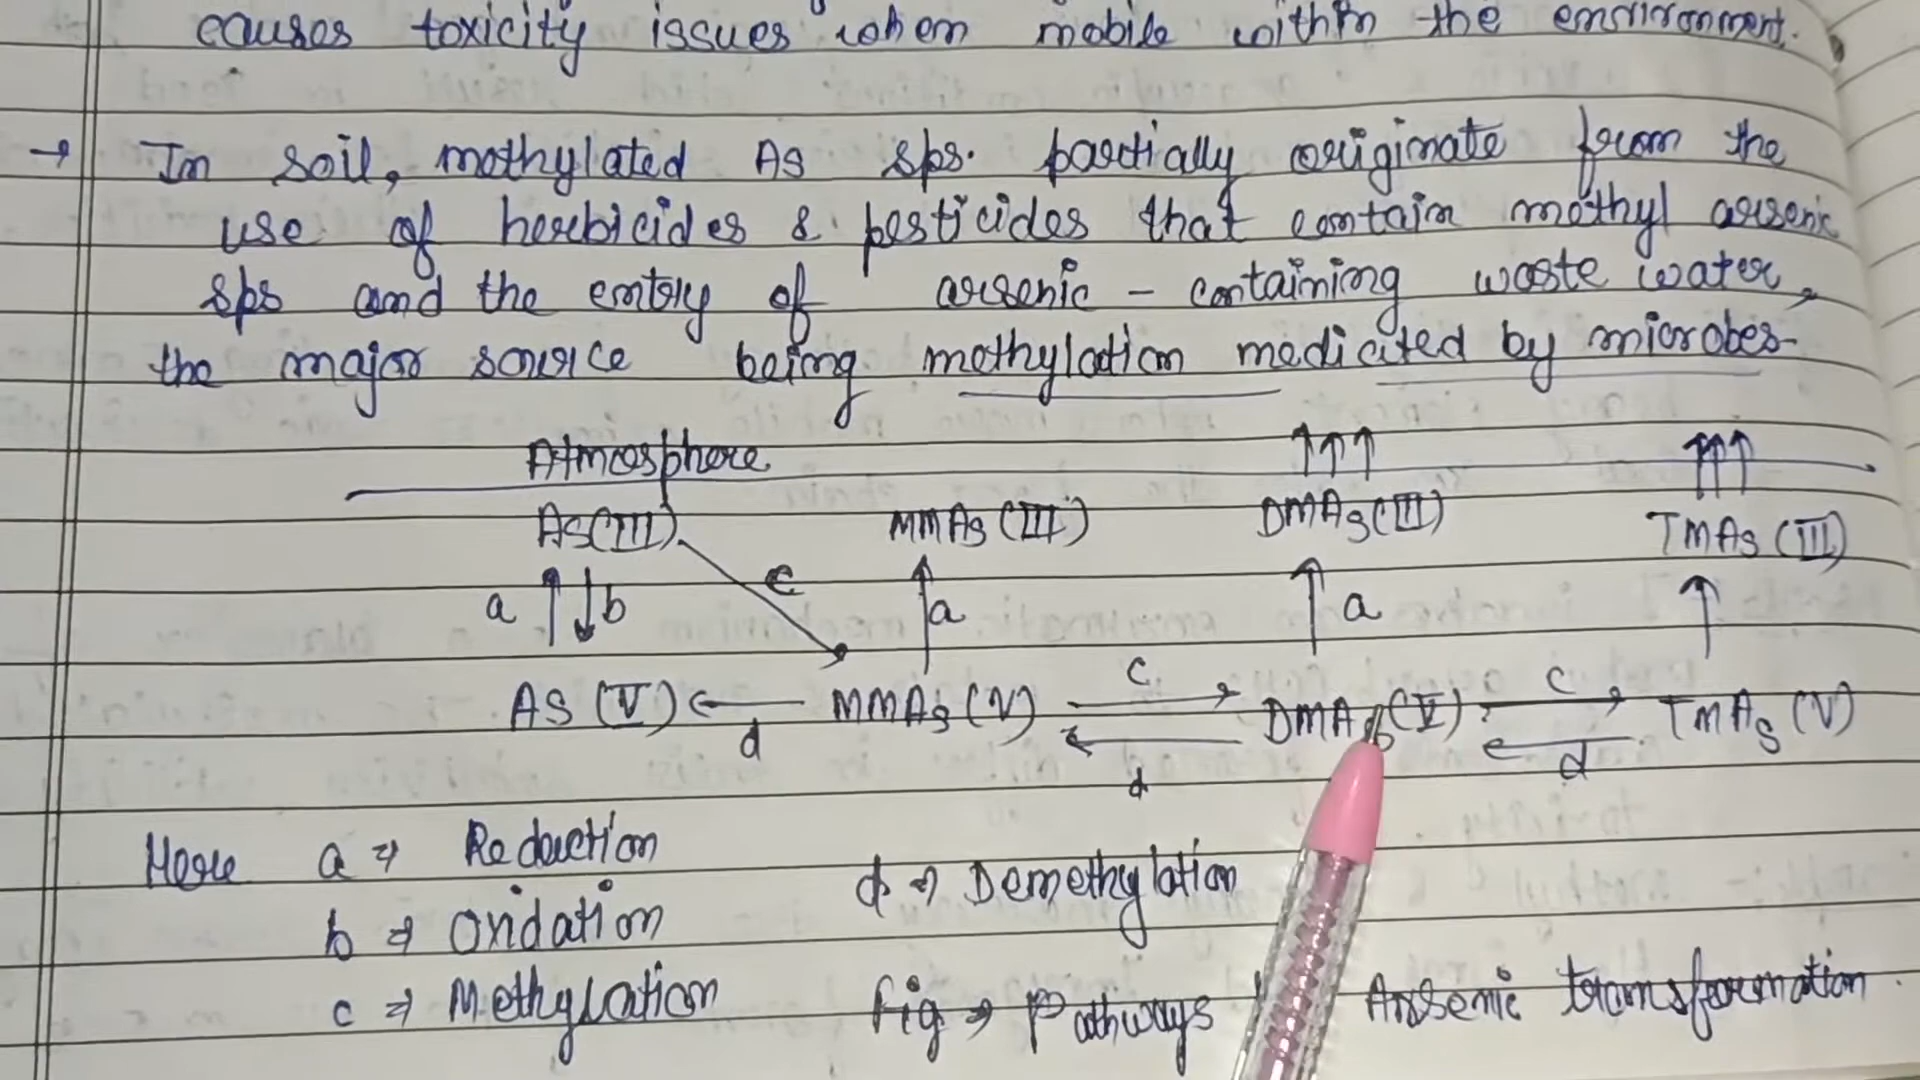 causes toxicity issues when mobile within the environment.
→ In soil, methylated As sps. partially originate from the
use of herbicides & pesticides that contain methyl arsenic
sps and the entry of arsenic - containing waste water,
the major source being methylation medicated by microbes-
Atmosphere ↑↑↑ ↑↑↑
As(III) MMAs (III) DMAs(III) TMAs (III)
a ↑ ↓ b c ↑ a ↑ a ↑
AS (V) ← d MMAs (V) c ⇄ d DMAs (V) c ⇄ d TMAs (V)
Here a ⇒ Reduction
d ⇒ Demethylation
b ⇒ Oxidation
c ⇒ Methylation
fig → Pathways Arsenic transformation.